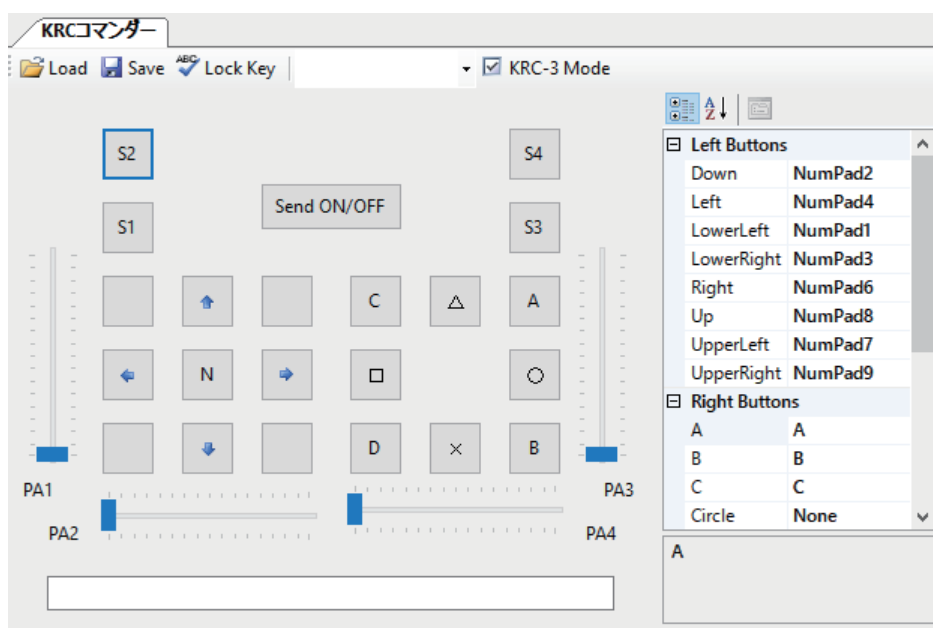 KRCコマンダー
Load Save ABC Lock Key KRC-3 Mode
S2 S4
Send ON/OFF
S1 S3
C △ A
N □ ○
D × B
PA1 PA3
PA2 PA4
A Z
Left Buttons
Down NumPad2
Left NumPad4
LowerLeft NumPad1
LowerRight NumPad3
Right NumPad6
Up NumPad8
UpperLeft NumPad7
UpperRight NumPad9
Right Buttons
A A
B B
C C
Circle None
A